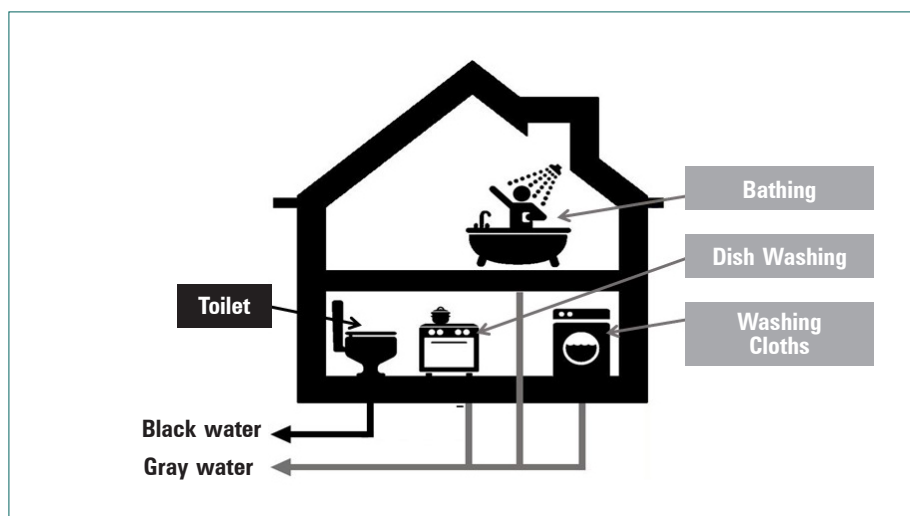 Bathing
Dish Washing
Toilet
Washing
Cloths
Black water
Gray water